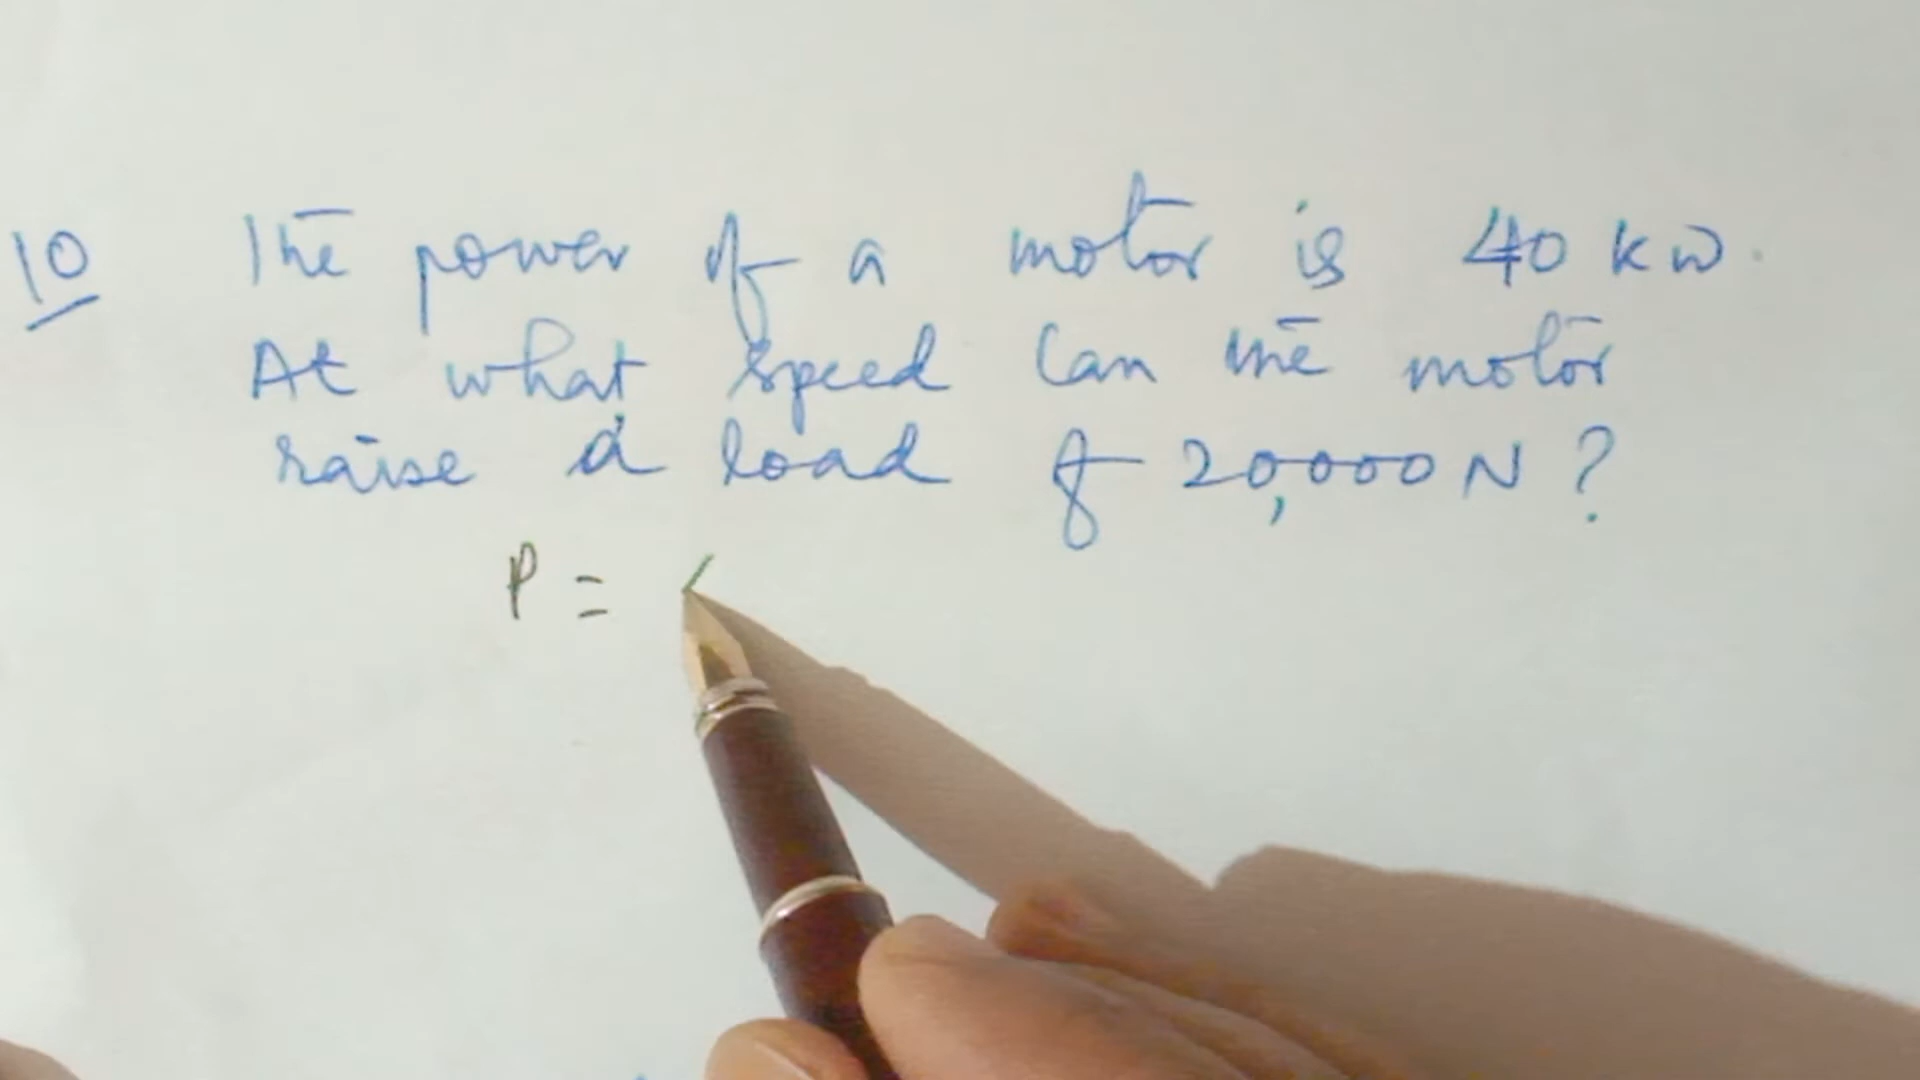 10 The power of a motor is 40 kw.
At what speed can the motor
raise a load of 20,000 N ?
P =